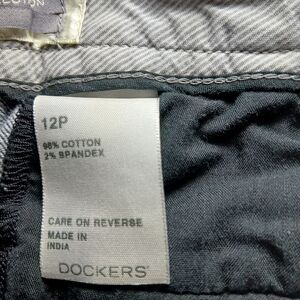 12P
98% COTTON
2% SPANDEX
CARE ON REVERSE
MADE IN
INDIA
DOCKERS®